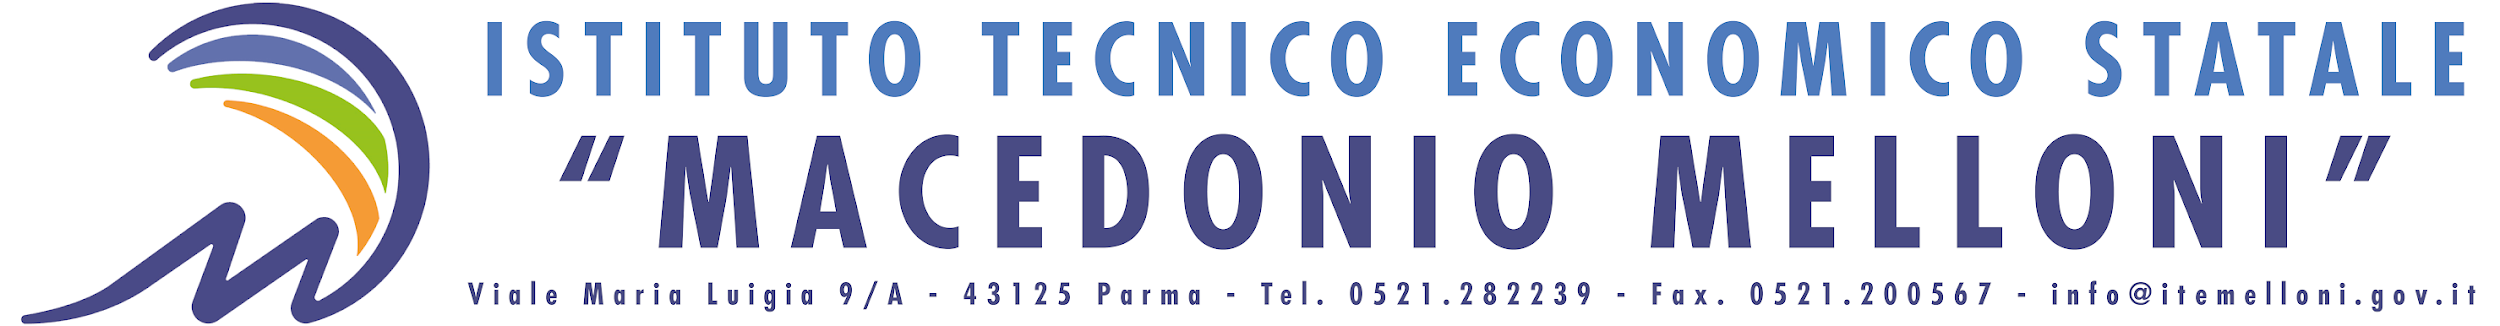 ISTITUTO TECNICO ECONOMICO STATALE
“MACEDONIO MELLONI”
Viale Maria Luigia 9/A - 43125 Parma - Tel. 0521.282239 - Fax. 0521.200567 - info@itemelloni.gov.it